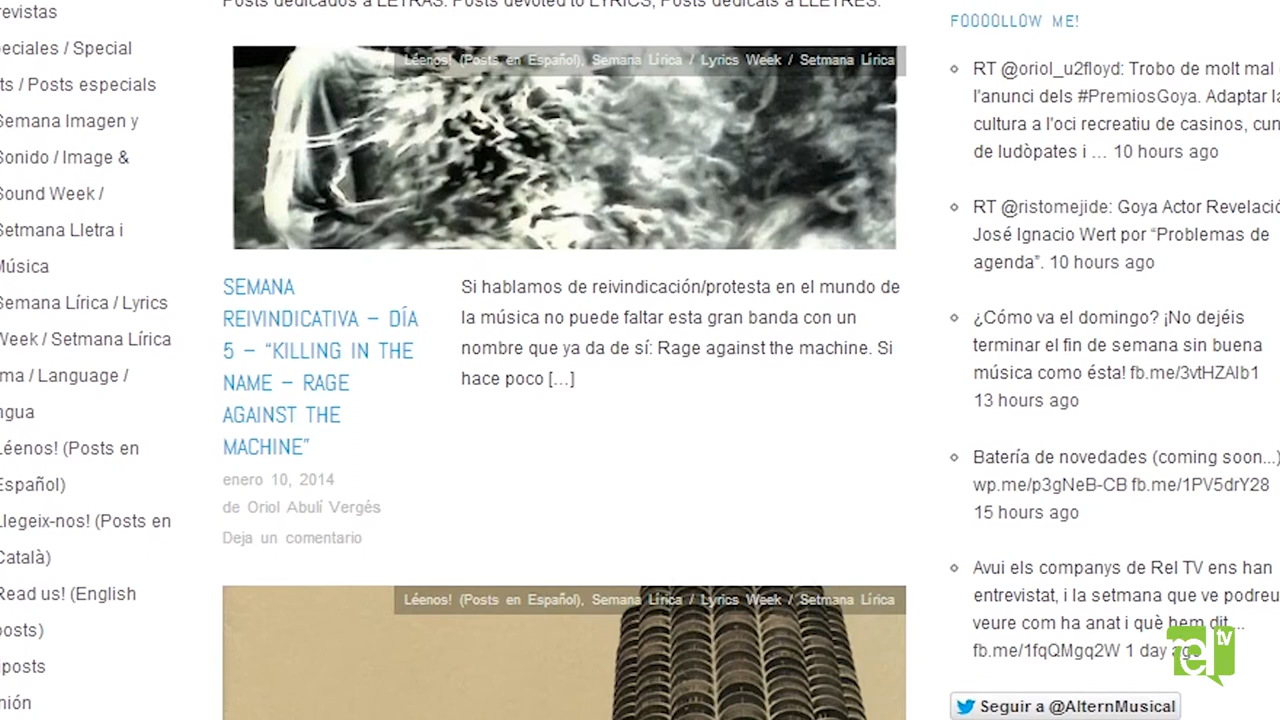 revistas
eciales / Special
ts / Posts especials
Semana Imagen y
Sonido / Image &
Sound Week /
Setmana Lletra i
Música
Semana Lírica / Lyrics
Week / Setmana Lírica
ma / Language /
ngua
Léenos! (Posts en
Español)
Llegeix-nos! (Posts en
Català)
Read us! (English
posts)
posts
nión
Posts dedicados a LETRAS. Posts devoted to LYRICS, Posts dedicats a LLETRES.
Léenos! (Posts en Español), Semana Lírica / Lyrics Week / Setmana Lírica
SEMANA
REIVINDICATIVA – DÍA
5 – “KILLING IN THE
NAME – RAGE
AGAINST THE
MACHINE”
enero 10, 2014
de Oriol Abulí Vergés
Deja un comentario
Si hablamos de reivindicación/protesta en el mundo de
la música no puede faltar esta gran banda con un
nombre que ya da de sí: Rage against the machine. Si
hace poco […]
Léenos! (Posts en Español), Semana Lírica / Lyrics Week / Setmana Lírica
FOOOOLLOW ME!
RT @oriol_u2floyd: Trobo de molt mal
l'anunci dels #PremiosGoya. Adaptar la
cultura a l'oci recreatiu de casinos, cun
de ludòpates i … 10 hours ago
RT @ristomejide: Goya Actor Revelació
José Ignacio Wert por “Problemas de
agenda”. 10 hours ago
¿Cómo va el domingo? ¡No dejéis
terminar el fin de semana sin buena
música como ésta! fb.me/3vtHZAlb1
13 hours ago
Batería de novedades (coming soon...)
wp.me/p3gNeB-CB fb.me/1PV5drY28
15 hours ago
Avui els companys de Rel TV ens han
entrevistat, i la setmana que ve podreu
veure com ha anat i què hem dit...
fb.me/1fqQMgq2W 1 day ago
rel tv
Seguir a @AlternMusical